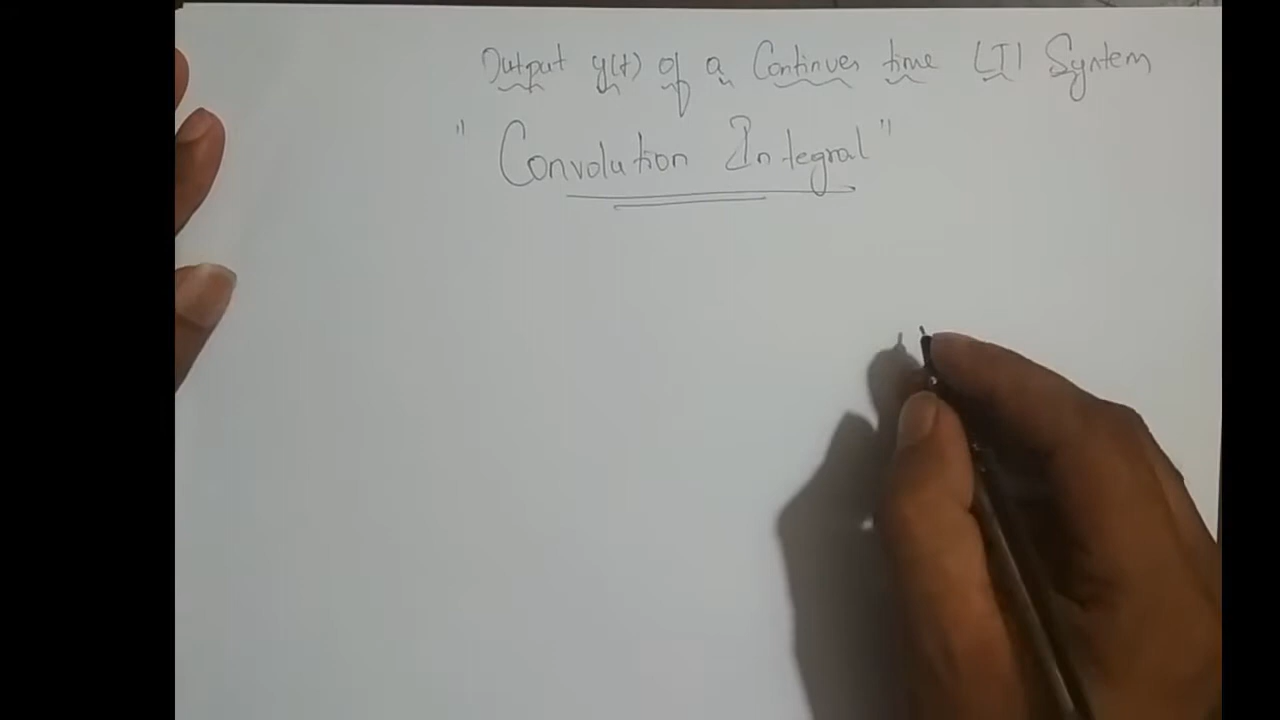 Output y(t) of a Continues time LTI System
"Convolution Integral"